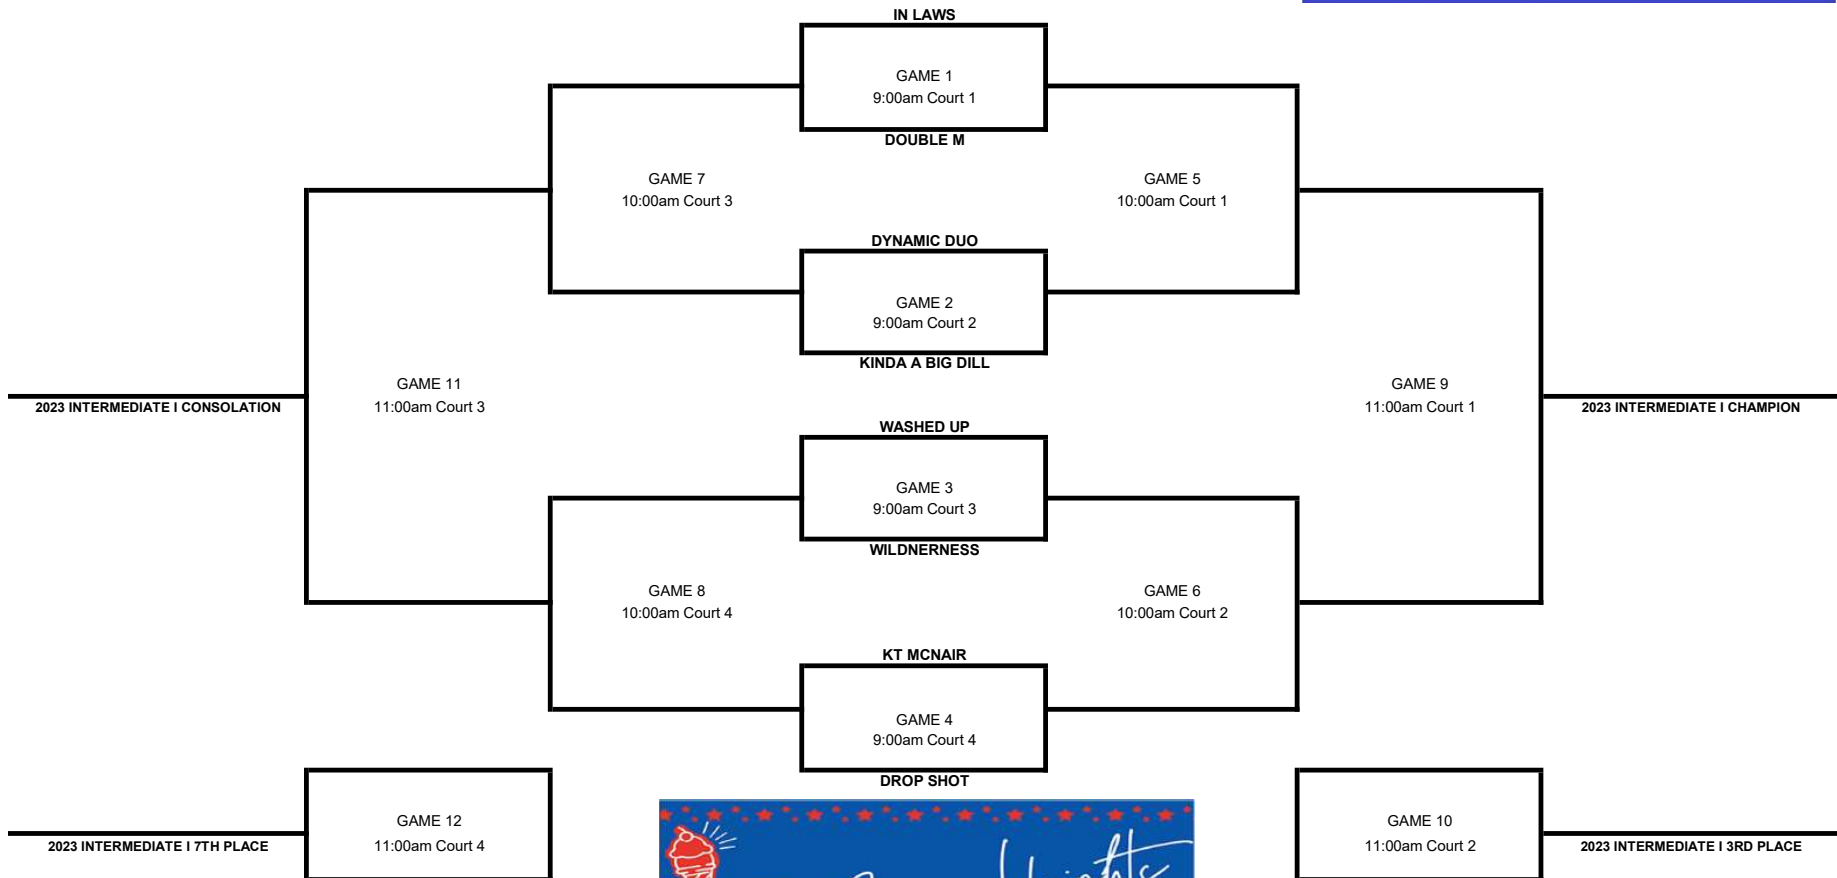 IN LAWS
GAME 1
9:00am Court 1
DOUBLE M
GAME 7
10:00am Court 3
GAME 5
10:00am Court 1
DYNAMIC DUO
GAME 2
9:00am Court 2
KINDA A BIG DILL
GAME 11
11:00am Court 3
2023 INTERMEDIATE I CONSOLATION
GAME 9
11:00am Court 1
2023 INTERMEDIATE I CHAMPION
WASHED UP
GAME 3
9:00am Court 3
WILDNERNESS
GAME 8
10:00am Court 4
GAME 6
10:00am Court 2
KT MCNAIR
GAME 4
9:00am Court 4
DROP SHOT
GAME 12
11:00am Court 4
2023 INTERMEDIATE I 7TH PLACE
GAME 10
11:00am Court 2
2023 INTERMEDIATE I 3RD PLACE
Heights